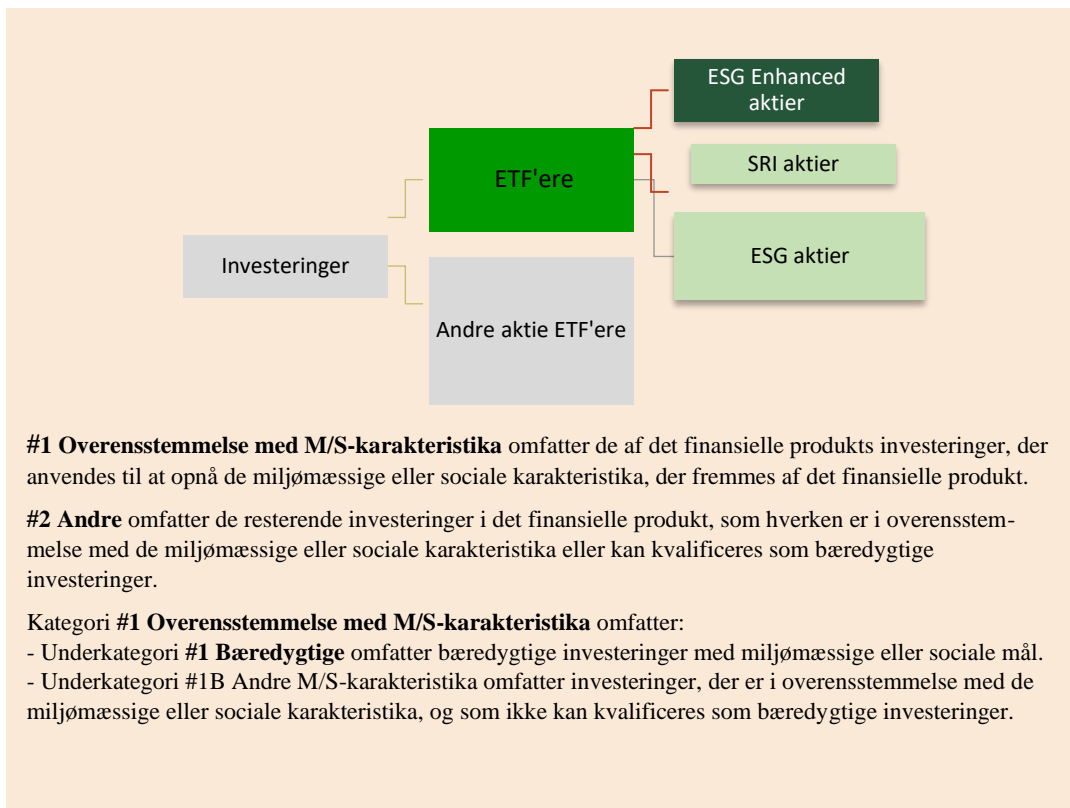 ESG Enhanced
aktier
ETF'ere
SRI aktier
Investeringer
ESG aktier
Andre aktie ETF'ere
#1 Overensstemmelse med M/S-karakteristika omfatter de af det finansielle produkts investeringer, der
anvendes til at opnå de miljømæssige eller sociale karakteristika, der fremmes af det finansielle produkt.
#2 Andre omfatter de resterende investeringer i det finansielle produkt, som hverken er i overensstem-
melse med de miljømæssige eller sociale karakteristika eller kan kvalificeres som bæredygtige
investeringer.
Kategori #1 Overensstemmelse med M/S-karakteristika omfatter:
- Underkategori #1 Bæredygtige omfatter bæredygtige investeringer med miljømæssige eller sociale mål.
- Underkategori #1B Andre M/S-karakteristika omfatter investeringer, der er i overensstemmelse med de
miljømæssige eller sociale karakteristika, og som ikke kan kvalificeres som bæredygtige investeringer.